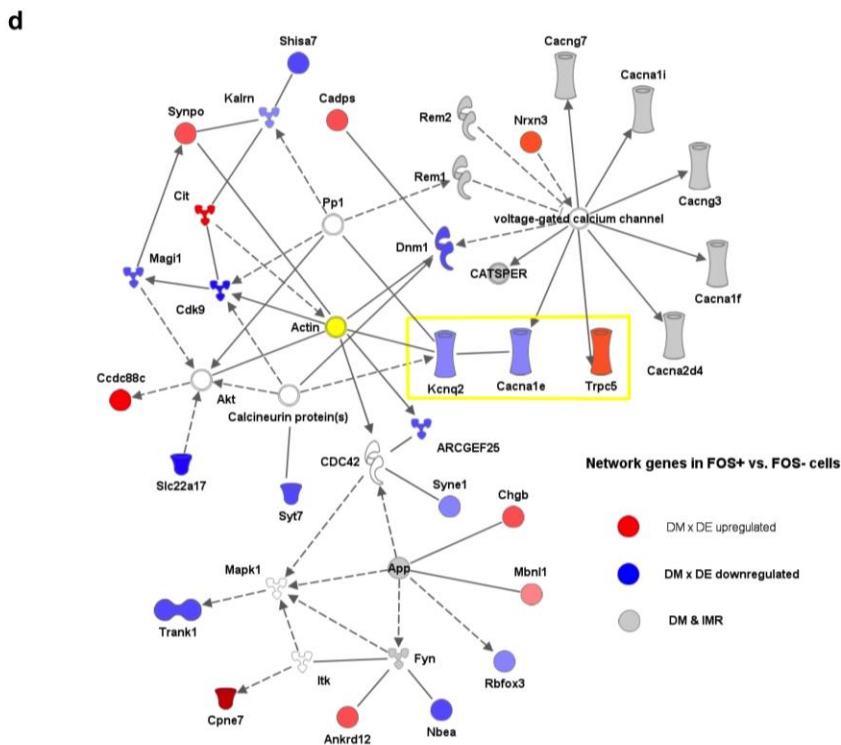 d
Shisa7
Cacng7
Cacna1i
Kalrn
Cadps
Synpo
Rem2
Nrxn3
Rem1
Cacng3
Cit
Pp1
voltage-gated calcium channel
Dnm1
Magi1
CATSPER
Cdk9
Cacna1f
Actin
Cacna2d4
Ccdc88c
Akt
Kcnq2
Cacna1e
Trpc5
Calcineurin protein(s)
ARCGEF25
CDC42
Slc22a17
Syt7
Syne1
Network genes in FOS+ vs. FOS- cells
Chgb
DM x DE upregulated
Mapk1
App
Mbnl1
DM x DE downregulated
Trank1
DM & IMR
Itk
Fyn
Rbfox3
Cpne7
Ankrd12
Nbea